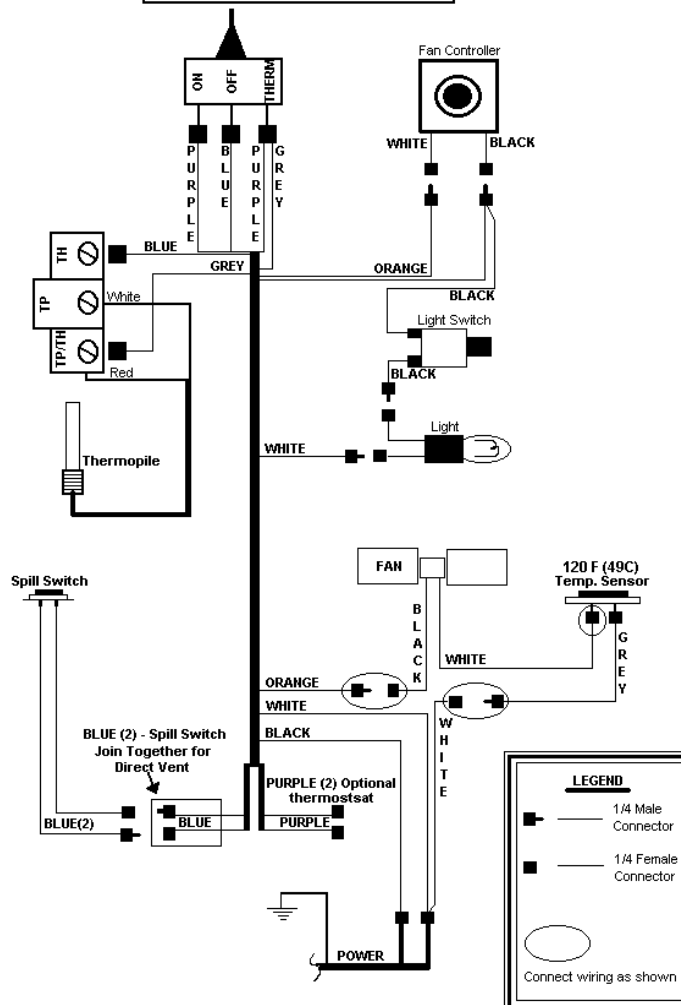 ON
OFF
THERM
Fan Controller
PURPLE
BLUE
PURPLE
GREY
WHITE
BLACK
TH
BLUE
GREY
ORANGE
TP
White
BLACK
Light Switch
TP/TH
Red
BLACK
Light
WHITE
Thermopile
FAN
120 F (49C)
Temp. Sensor
Spill Switch
BLACK
WHITE
GREY
ORANGE
WHITE
BLACK
WHITE
BLUE (2) - Spill Switch
Join Together for
Direct Vent
PURPLE (2) Optional
thermostsat
BLUE(2)
BLUE
PURPLE
POWER
LEGEND
1/4 Male
Connector
1/4 Female
Connector
Connect wiring as shown